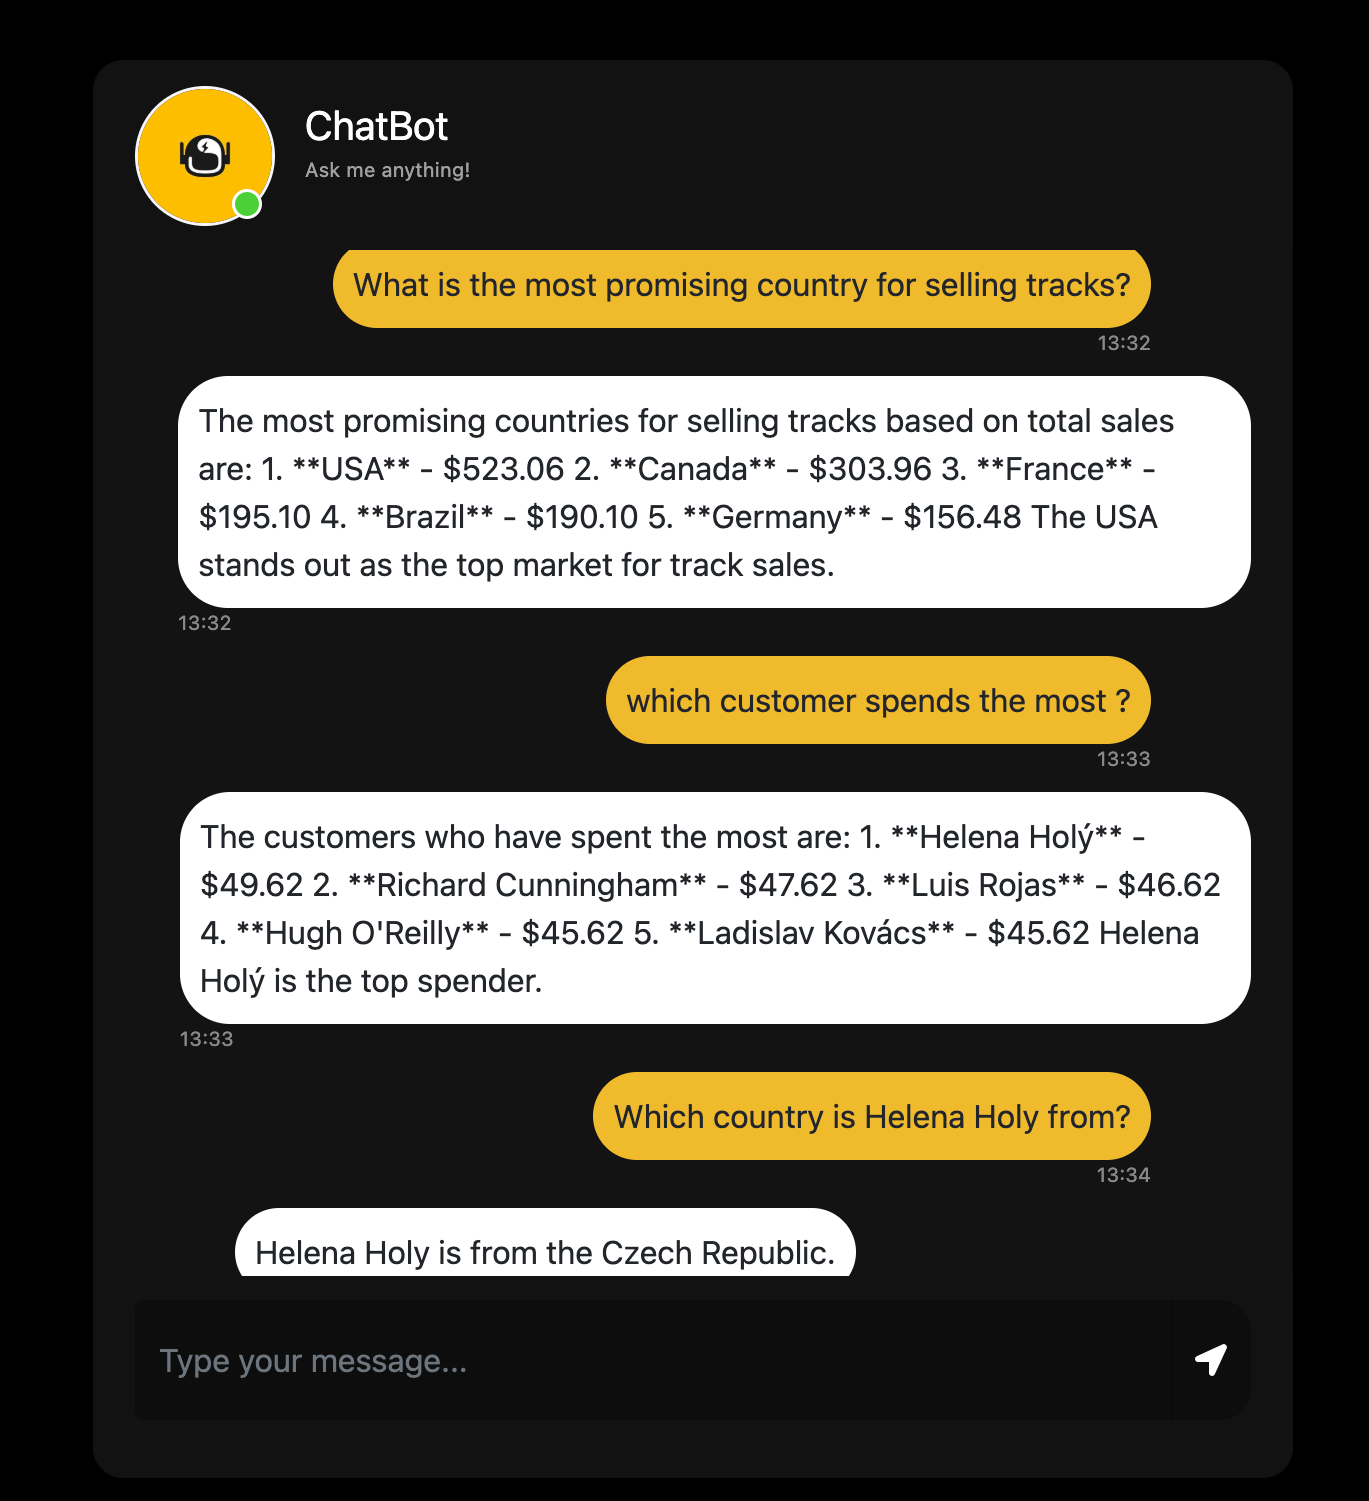 ChatBot
Ask me anything!
What is the most promising country for selling tracks?
13:32
The most promising countries for selling tracks based on total sales
are: 1. **USA** - $523.06 2. **Canada** - $303.96 3. **France** -
$195.10 4. **Brazil** - $190.10 5. **Germany** - $156.48 The USA
stands out as the top market for track sales.
13:32
which customer spends the most ?
13:33
The customers who have spent the most are: 1. **Helena Holý** -
$49.62 2. **Richard Cunningham** - $47.62 3. **Luis Rojas** - $46.62
4. **Hugh O'Reilly** - $45.62 5. **Ladislav Kovács** - $45.62 Helena
Holý is the top spender.
13:33
Which country is Helena Holy from?
13:34
Helena Holy is from the Czech Republic.
Type your message...